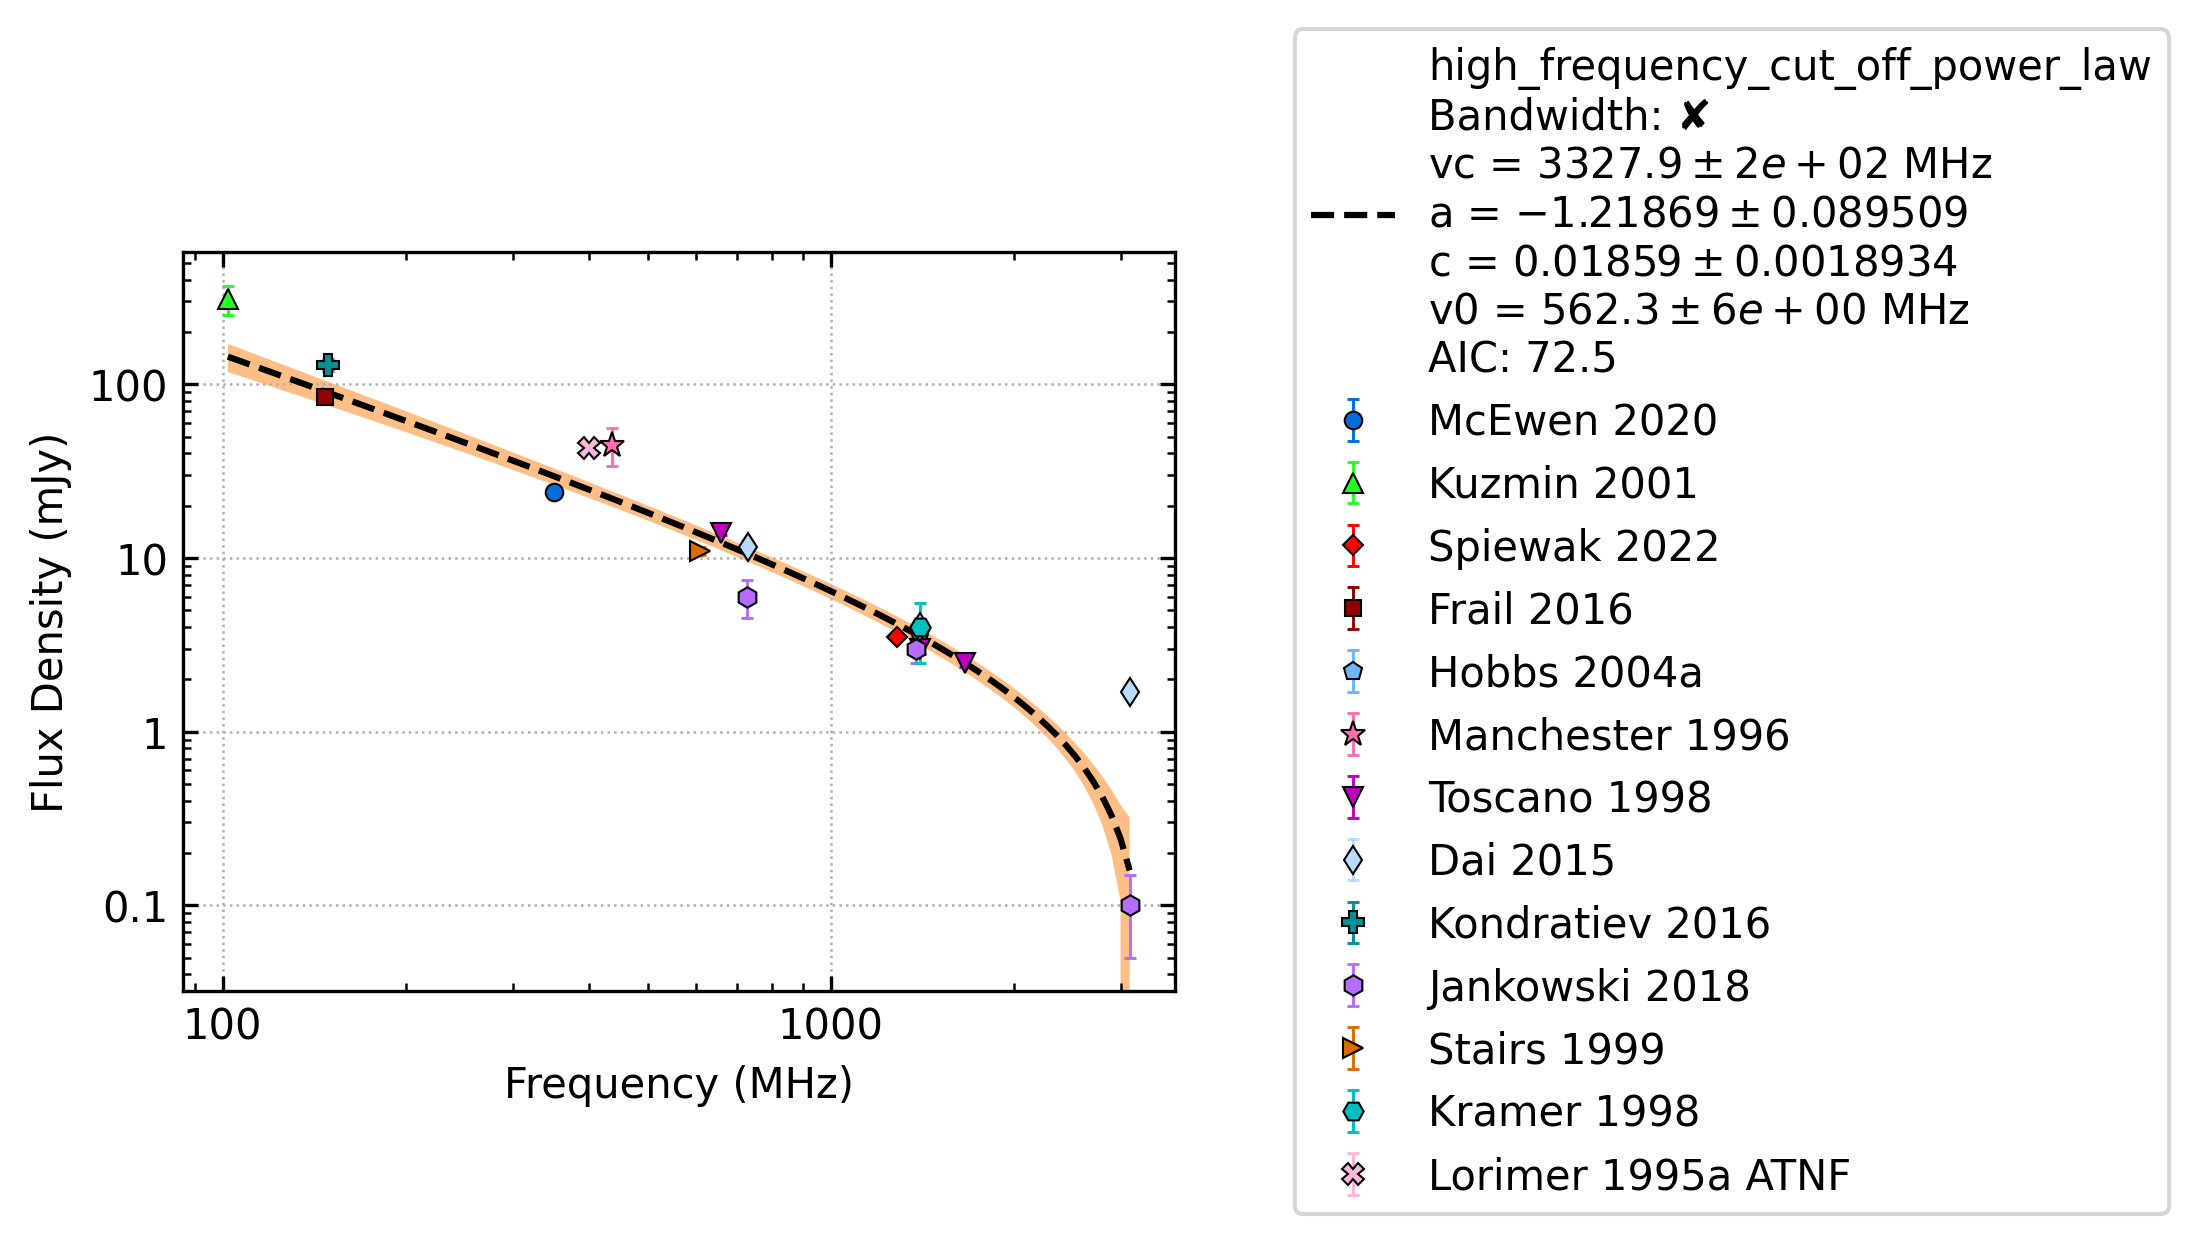 high_frequency_cut_off_power_law
Bandwidth: ✘
vc = 3327.9 ± 2e + 02 MHz
a = −1.21869 ± 0.089509
c = 0.01859 ± 0.0018934
v0 = 562.3 ± 6e + 00 MHz
AIC: 72.5
McEwen 2020
Kuzmin 2001
Spiewak 2022
Frail 2016
Hobbs 2004a
Manchester 1996
Toscano 1998
Dai 2015
Kondratiev 2016
Jankowski 2018
Stairs 1999
Kramer 1998
Lorimer 1995a ATNF
Flux Density (mJy)
100
10
1
0.1
100
1000
Frequency (MHz)